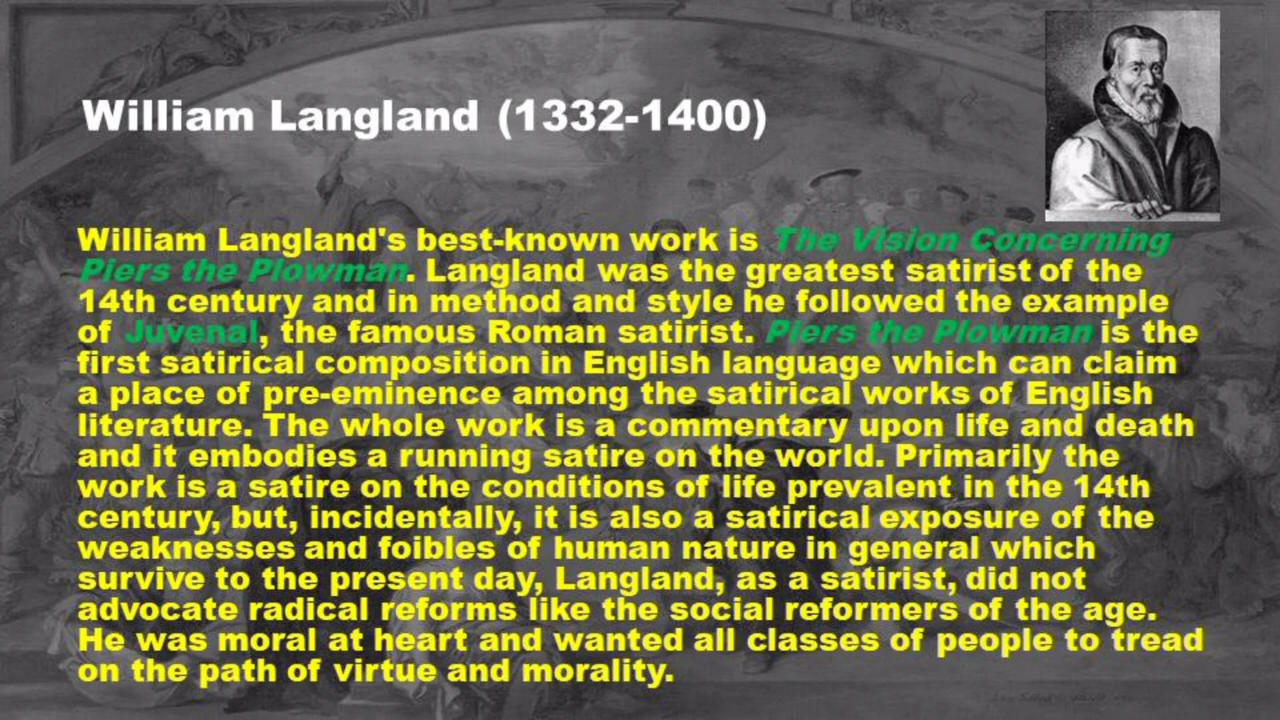 William Langland (1332-1400)
William Langland's best-known work is The Vision Concerning
Piers the Plowman. Langland was the greatest satirist of the
14th century and in method and style he followed the example
of Juvenal, the famous Roman satirist. Piers the Plowman is the
first satirical composition in English language which can claim
a place of pre-eminence among the satirical works of English
literature. The whole work is a commentary upon life and death
and it embodies a running satire on the world. Primarily the
work is a satire on the conditions of life prevalent in the 14th
century, but, incidentally, it is also a satirical exposure of the
weaknesses and foibles of human nature in general which
survive to the present day, Langland, as a satirist, did not
advocate radical reforms like the social reformers of the age.
He was moral at heart and wanted all classes of people to tread
on the path of virtue and morality.